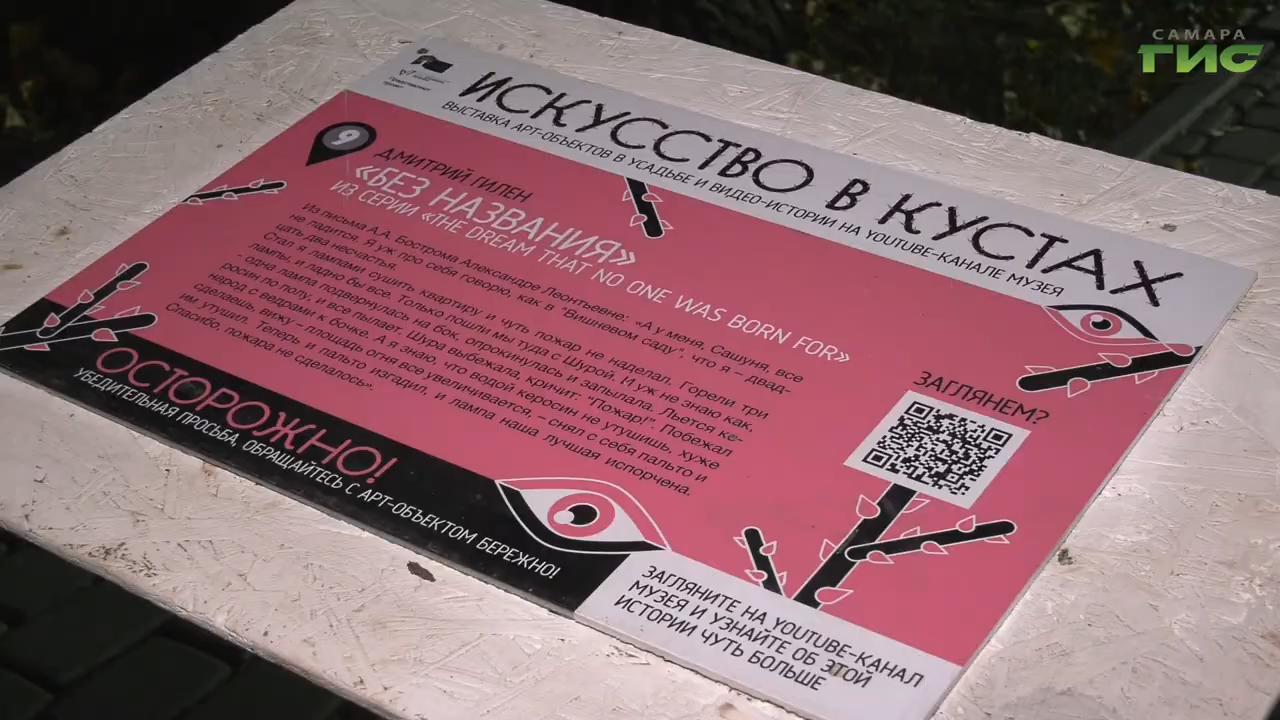 САМАРА
ГИС
ИСКУССТВО В КУСТАХ
ВЫСТАВКА АРТ-ОБЪЕКТОВ В УСАДЬБЕ И ВИДЕО-ИСТОРИИ НА YOUTUBE-КАНАЛЕ МУЗЕЯ
9
ДМИТРИЙ ГИЛЕН
«БЕЗ НАЗВАНИЯ»
ИЗ СЕРИИ «THE DREAM THAT NO ONE WAS BORN FOR»
Из письма А.А. Бострома Александре Леонтьевне: «А у меня, Сашуня, все
не ладится. Я уж про себя говорю, как в "Вишневом саду", что я – двад-
цать два несчастья.
Стал я лампами сушить квартиру и чуть пожар не наделал. Горели три
лампы, и ладно бы все. Только пошли мы туда с Шурой. И уж не знаю как,
- одна лампа подвернулась на бок, опрокинулась и запылала. Льется ке-
росин по полу, и все пылает. Шура выбежала, кричит: "Пожар!". Побежал
народ с ведрами к бочке. А я знаю, что водой керосин не утушишь, хуже
сделаешь, вижу – площадь огня все увеличивается, – снял с себя пальто и
им утушил. Теперь и пальто изгадил, и лампа наша лучшая испорчена.
Спасибо, пожара не сделалось».
ОСТОРОЖНО!
УБЕДИТЕЛЬНАЯ ПРОСЬБА, ОБРАЩАЙТЕСЬ С АРТ-ОБЪЕКТОМ БЕРЕЖНО!
ЗАГЛЯНЕМ?
ЗАГЛЯНИТЕ НА YOUTUBE-КАНАЛ
МУЗЕЯ И УЗНАЙТЕ ОБ ЭТОЙ
ИСТОРИИ ЧУТЬ БОЛЬШЕ